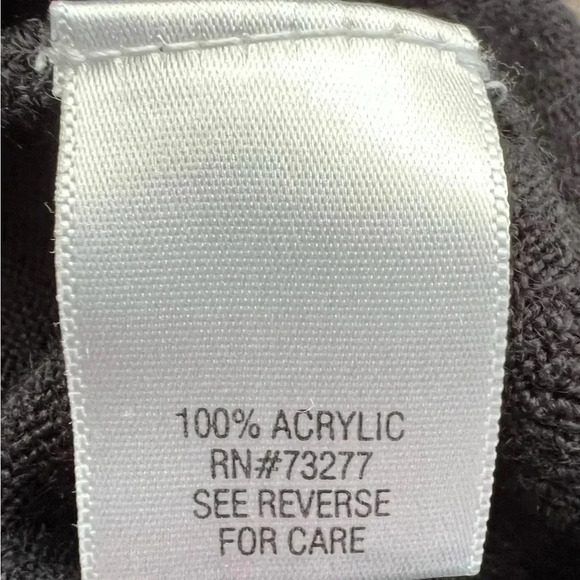 100% ACRYLIC
RN#73277
SEE REVERSE
FOR CARE